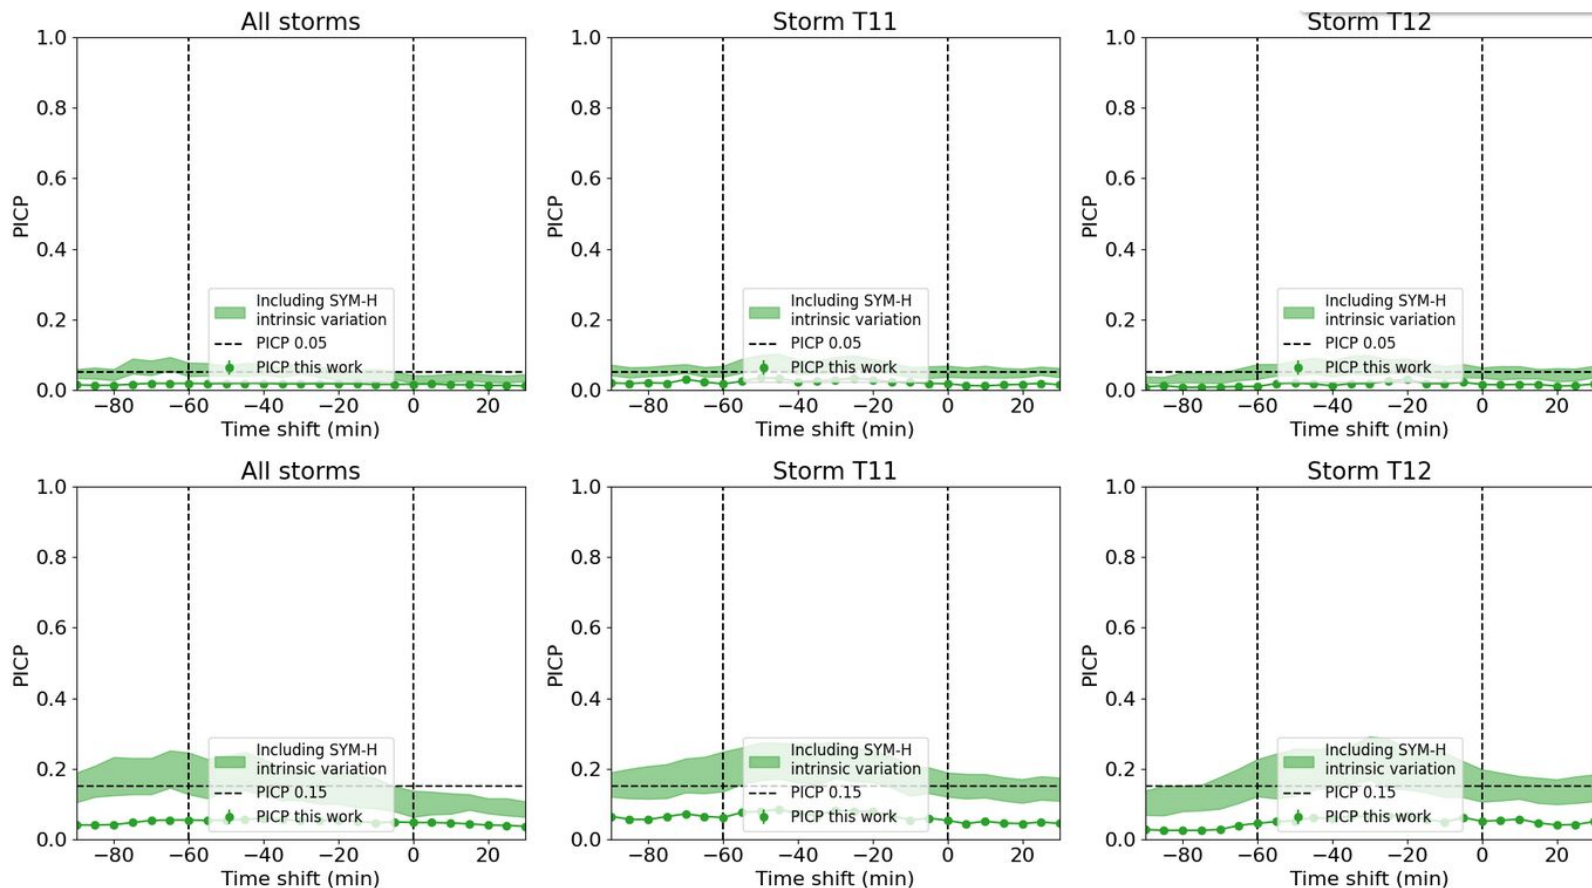 All storms
Storm T11
Storm T12
1.0
0.8
0.6
0.4
0.2
0.0
PICP
Including SYM-H
intrinsic variation
PICP 0.05
PICP this work
−80 −60 −40 −20 0 20
Time shift (min)
1.0
0.8
0.6
0.4
0.2
0.0
PICP
Including SYM-H
intrinsic variation
PICP 0.05
PICP this work
−80 −60 −40 −20 0 20
Time shift (min)
1.0
0.8
0.6
0.4
0.2
0.0
PICP
Including SYM-H
intrinsic variation
PICP 0.05
PICP this work
−80 −60 −40 −20 0 20
Time shift (min)
All storms
Storm T11
Storm T12
1.0
0.8
0.6
0.4
0.2
0.0
PICP
Including SYM-H
intrinsic variation
PICP 0.15
PICP this work
−80 −60 −40 −20 0 20
Time shift (min)
1.0
0.8
0.6
0.4
0.2
0.0
PICP
Including SYM-H
intrinsic variation
PICP 0.15
PICP this work
−80 −60 −40 −20 0 20
Time shift (min)
1.0
0.8
0.6
0.4
0.2
0.0
PICP
Including SYM-H
intrinsic variation
PICP 0.15
PICP this work
−80 −60 −40 −20 0 20
Time shift (min)